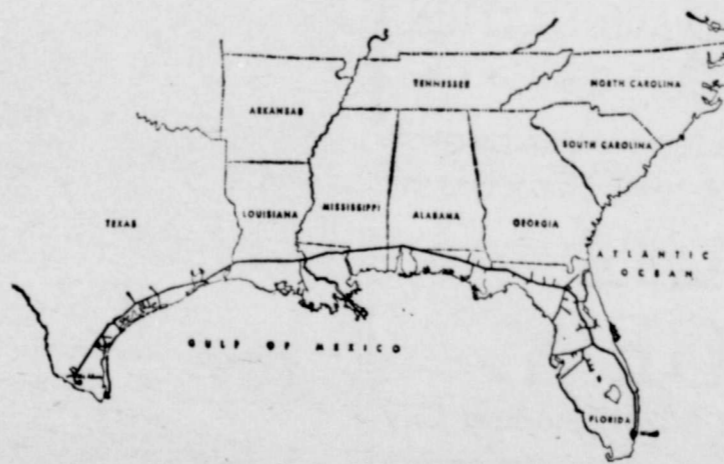 TENNESSEE
NORTH CAROLINA
ARKANSAS
SOUTH CAROLINA
MISSISSIPPI
LOUISIANA
ALABAMA
GEORGIA
TEXAS
ATLANTIC
OCEAN
GULF OF MEXICO
FLORIDA